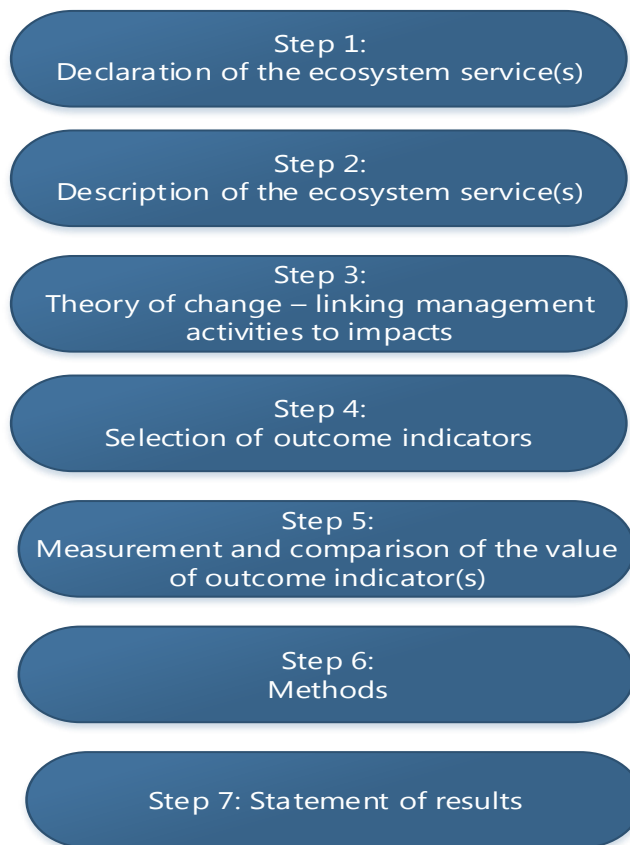 Step 1:
Declaration of the ecosystem service(s)
Step 2:
Description of the ecosystem service(s)
Step 3:
Theory of change – linking management
activities to impacts
Step 4:
Selection of outcome indicators
Step 5:
Measurement and comparison of the value
of outcome indicator(s)
Step 6:
Methods
Step 7: Statement of results